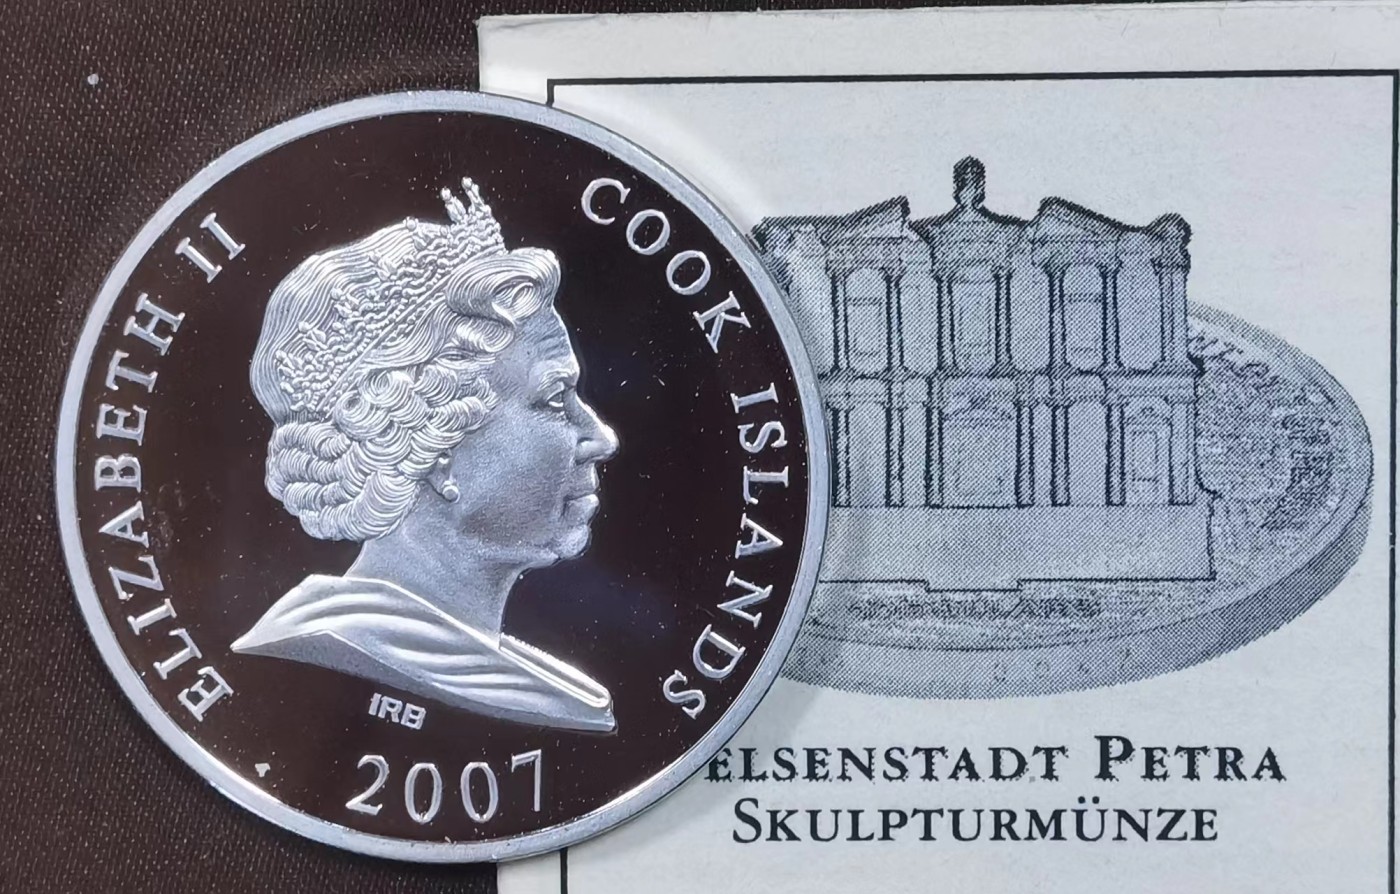 ELIZABETH II
COOK ISLANDS
IRB
2007
ELSENSTADT PETRA
SKULPTURMÜNZE